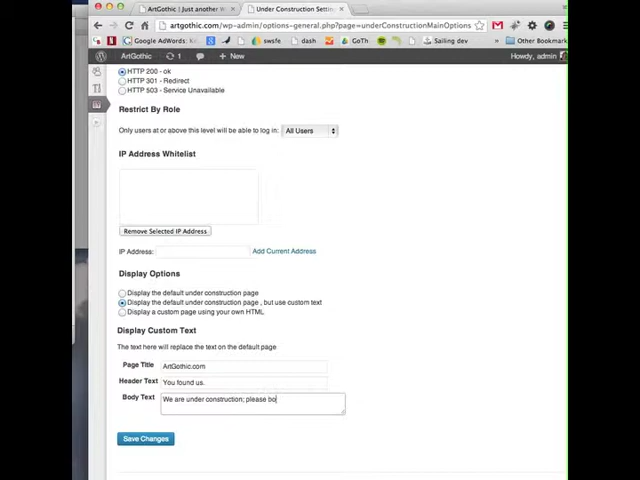 ArtGothic | Just another W
Under Construction Settin
artgothic.com/wp-admin/options-general.php?page=underConstructionMainOptions
Google AdWords: K
swsfe
dash
GoTh
Sailing dev
Other Bookmark
ArtGothic
1
+ New
Howdy, admin
HTTP 200 - ok
HTTP 301 - Redirect
HTTP 503 - Service Unavailable
Restrict By Role
Only users at or above this level will be able to log in: All Users
IP Address Whitelist
Remove Selected IP Address
IP Address:
Add Current Address
Display Options
Display the default under construction page
Display the default under construction page , but use custom text
Display a custom page using your own HTML
Display Custom Text
The text here will replace the text on the default page
Page Title ArtGothic.com
Header Text You found us.
Body Text We are under construction; please bo
Save Changes